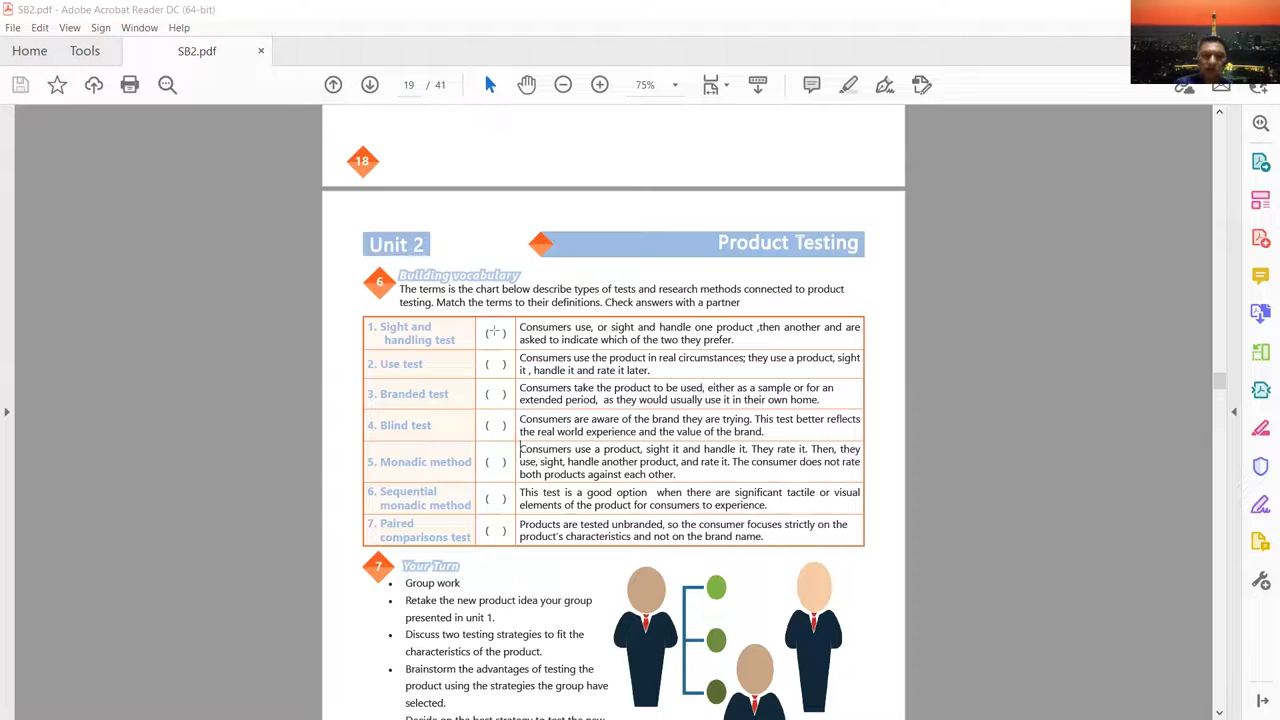 SB2.pdf - Adobe Acrobat Reader DC (64-bit)
File Edit View Sign Window Help
Home Tools SB2.pdf ×
19 / 41 75%
18
Unit 2 Product Testing
6 Building vocabulary
The terms is the chart below describe types of tests and research methods connected to product
testing. Match the terms to their definitions. Check answers with a partner
1. Sight and handling test ( ) Consumers use, or sight and handle one product ,then another and are
asked to indicate which of the two they prefer.
2. Use test ( ) Consumers use the product in real circumstances; they use a product, sight
it , handle it and rate it later.
3. Branded test ( ) Consumers take the product to be used, either as a sample or for an
extended period, as they would usually use it in their own home.
4. Blind test ( ) Consumers are aware of the brand they are trying. This test better reflects
the real world experience and the value of the brand.
5. Monadic method ( ) Consumers use a product, sight it and handle it. They rate it. Then, they
use, sight, handle another product, and rate it. The consumer does not rate
both products against each other.
6. Sequential monadic method ( ) This test is a good option when there are significant tactile or visual
elements of the product for consumers to experience.
7. Paired comparisons test ( ) Products are tested unbranded, so the consumer focuses strictly on the
product's characteristics and not on the brand name.
7 Your Turn
• Group work
• Retake the new product idea your group
presented in unit 1.
• Discuss two testing strategies to fit the
characteristics of the product.
• Brainstorm the advantages of testing the
product using the strategies the group have
selected.
• Decide on the best strategy to test the new